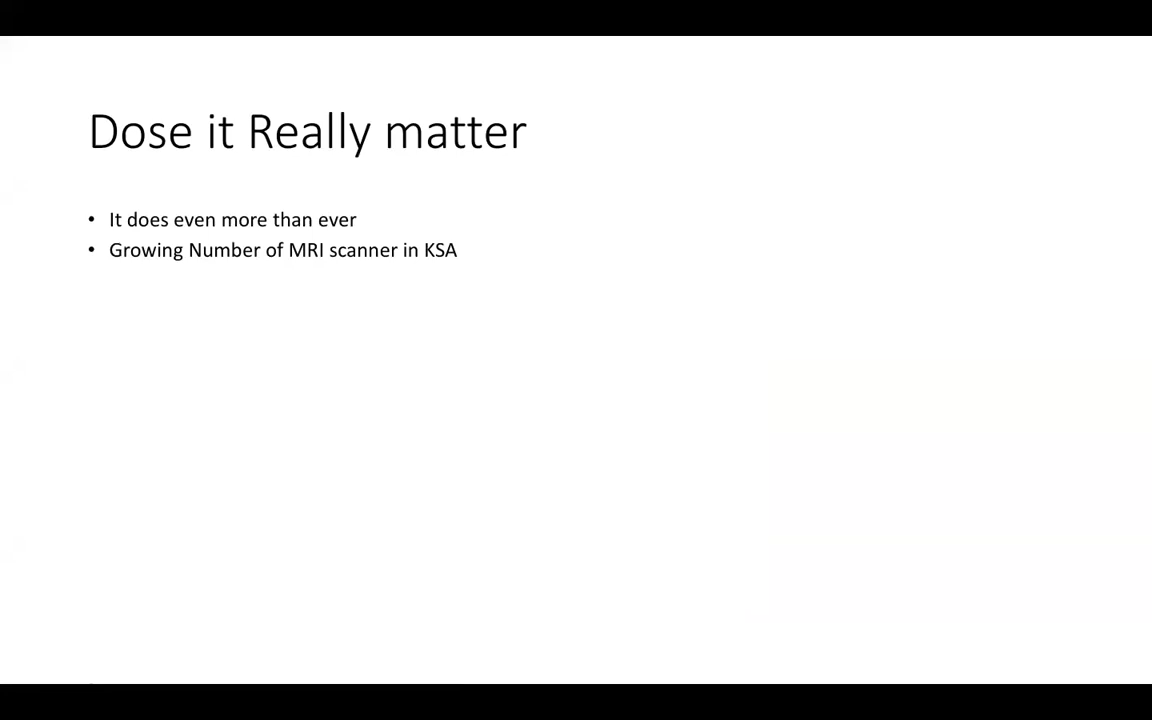 Dose it Really matter
• It does even more than ever
• Growing Number of MRI scanner in KSA